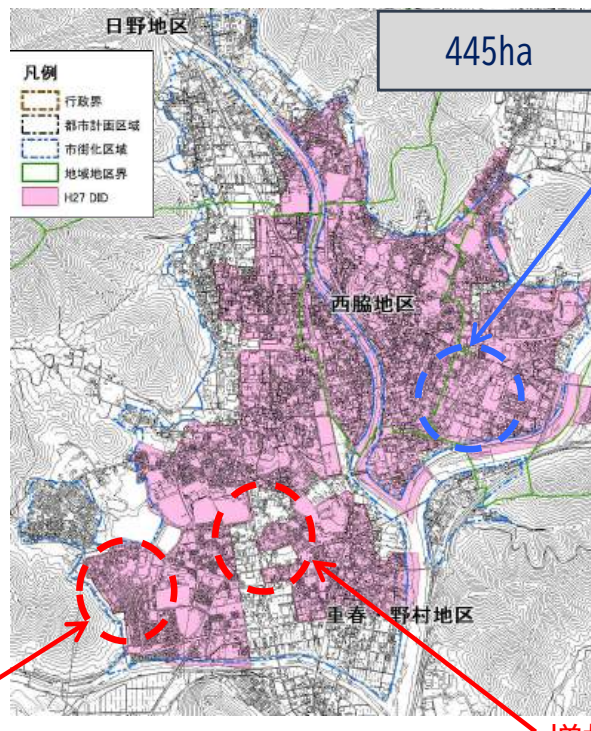 日野地区
445ha
凡例
行政界
都市計画区域
市街化区域
地域地区界
H27 DID
西脇地区
重春・野村地区